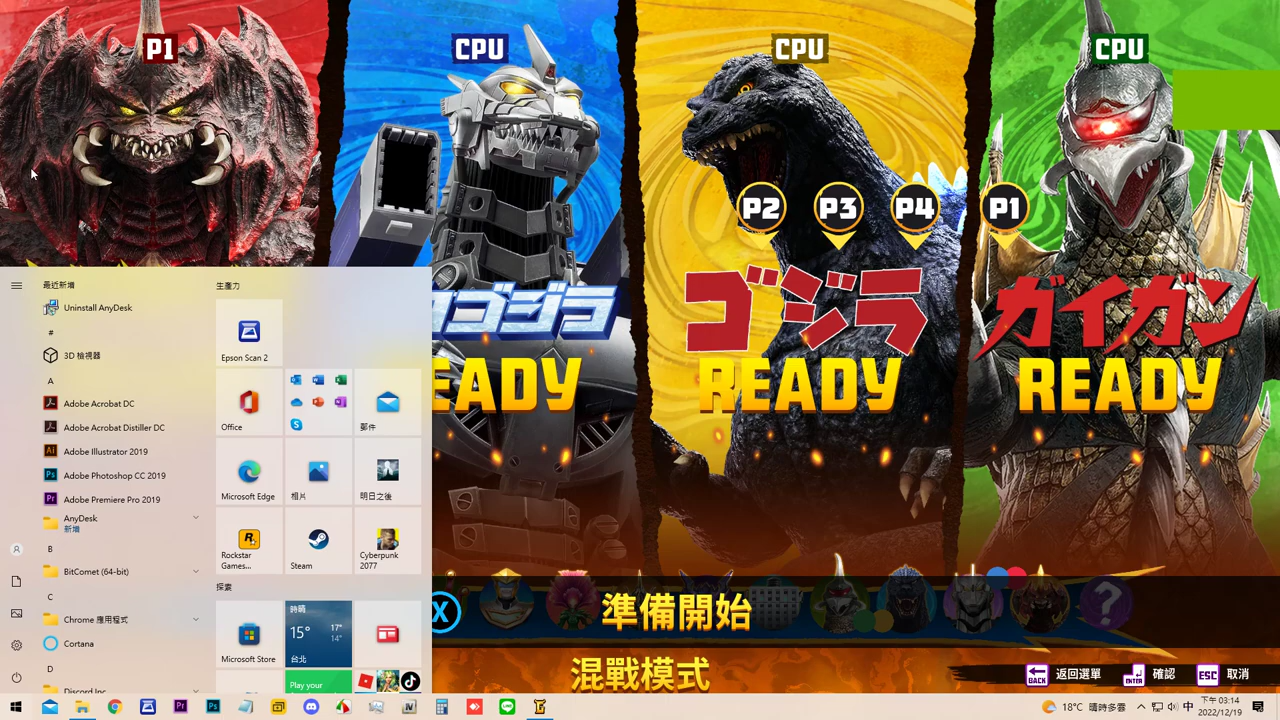 P1
CPU
CPU
CPU
P2
P3
P4
P1
ゴジラ
ゴジラ
ガイガン
EADY
READY
READY
X
準備開始
?
混戰模式
BACK
返回選單
ENTER
確認
ESC
取消
最近新增
Uninstall AnyDesk
#
3D 檢視器
A
Adobe Acrobat DC
Adobe Acrobat Distiller DC
Adobe Illustrator 2019
Adobe Photoshop CC 2019
Adobe Premiere Pro 2019
AnyDesk
新增
B
BitComet (64-bit)
C
Chrome 應用程式
Cortana
D
Discord Inc
生產力
Epson Scan 2
Office
郵件
Microsoft Edge
相片
明日之後
Rockstar
Games...
Steam
Cyberpunk
2077
探索
Microsoft Store
時晴
15°
17°
14°
台北
Play your
18°C
晴時多雲
中
下午 03:14
2022/12/19